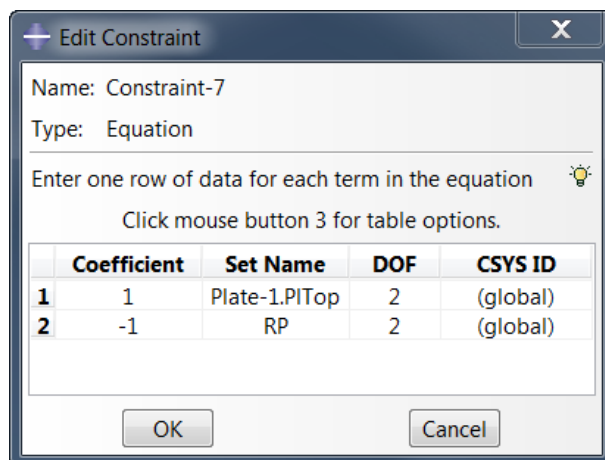 Edit Constraint
X
Name: Constraint-7
Type: Equation
Enter one row of data for each term in the equation
Click mouse button 3 for table options.
Coefficient Set Name DOF CSYS ID
1 1 Plate-1.PlTop 2 (global)
2 -1 RP 2 (global)
OK Cancel